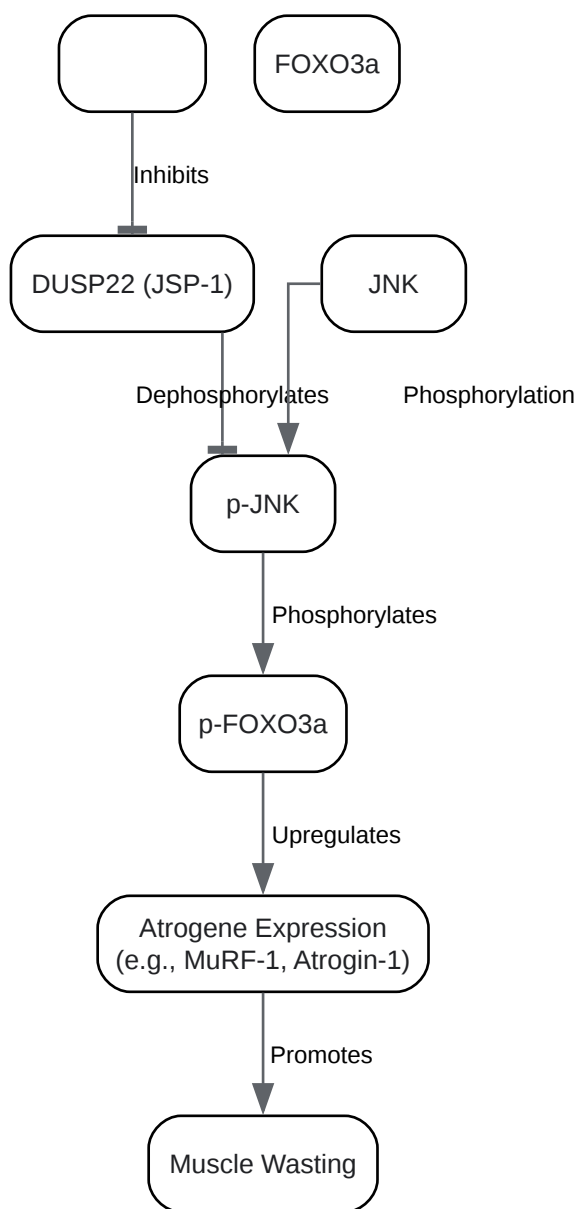 FOXO3a
Inhibits
DUSP22 (JSP-1)
JNK
Dephosphorylates
Phosphorylation
p-JNK
Phosphorylates
p-FOXO3a
Upregulates
Atrogene Expression
(e.g., MuRF-1, Atrogin-1)
Promotes
Muscle Wasting